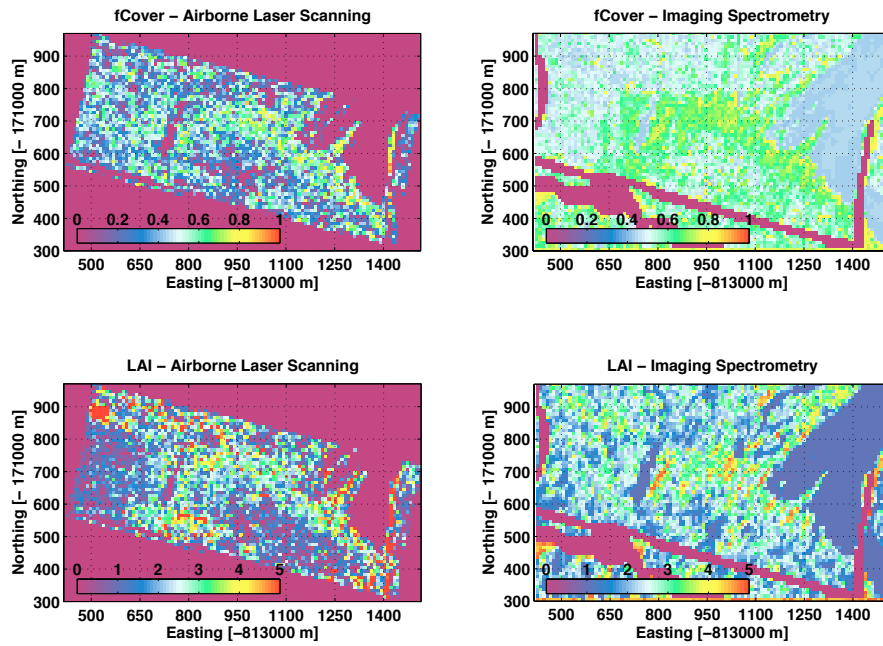 fCover – Airborne Laser Scanning
fCover – Imaging Spectrometry
Northing [– 171000 m]
900
800
700
600
500
400
300
0 0.2 0.4 0.6 0.8 1
500 650 800 950 1100 1250 1400
Easting [–813000 m]
Northing [– 171000 m]
900
800
700
600
500
400
300
0 0.2 0.4 0.6 0.8 1
500 650 800 950 1100 1250 1400
Easting [–813000 m]
LAI – Airborne Laser Scanning
LAI – Imaging Spectrometry
Northing [– 171000 m]
900
800
700
600
500
400
300
0 1 2 3 4 5
500 650 800 950 1100 1250 1400
Easting [–813000 m]
Northing [– 171000 m]
900
800
700
600
500
400
300
0 1 2 3 4 5
500 650 800 950 1100 1250 1400
Easting [–813000 m]